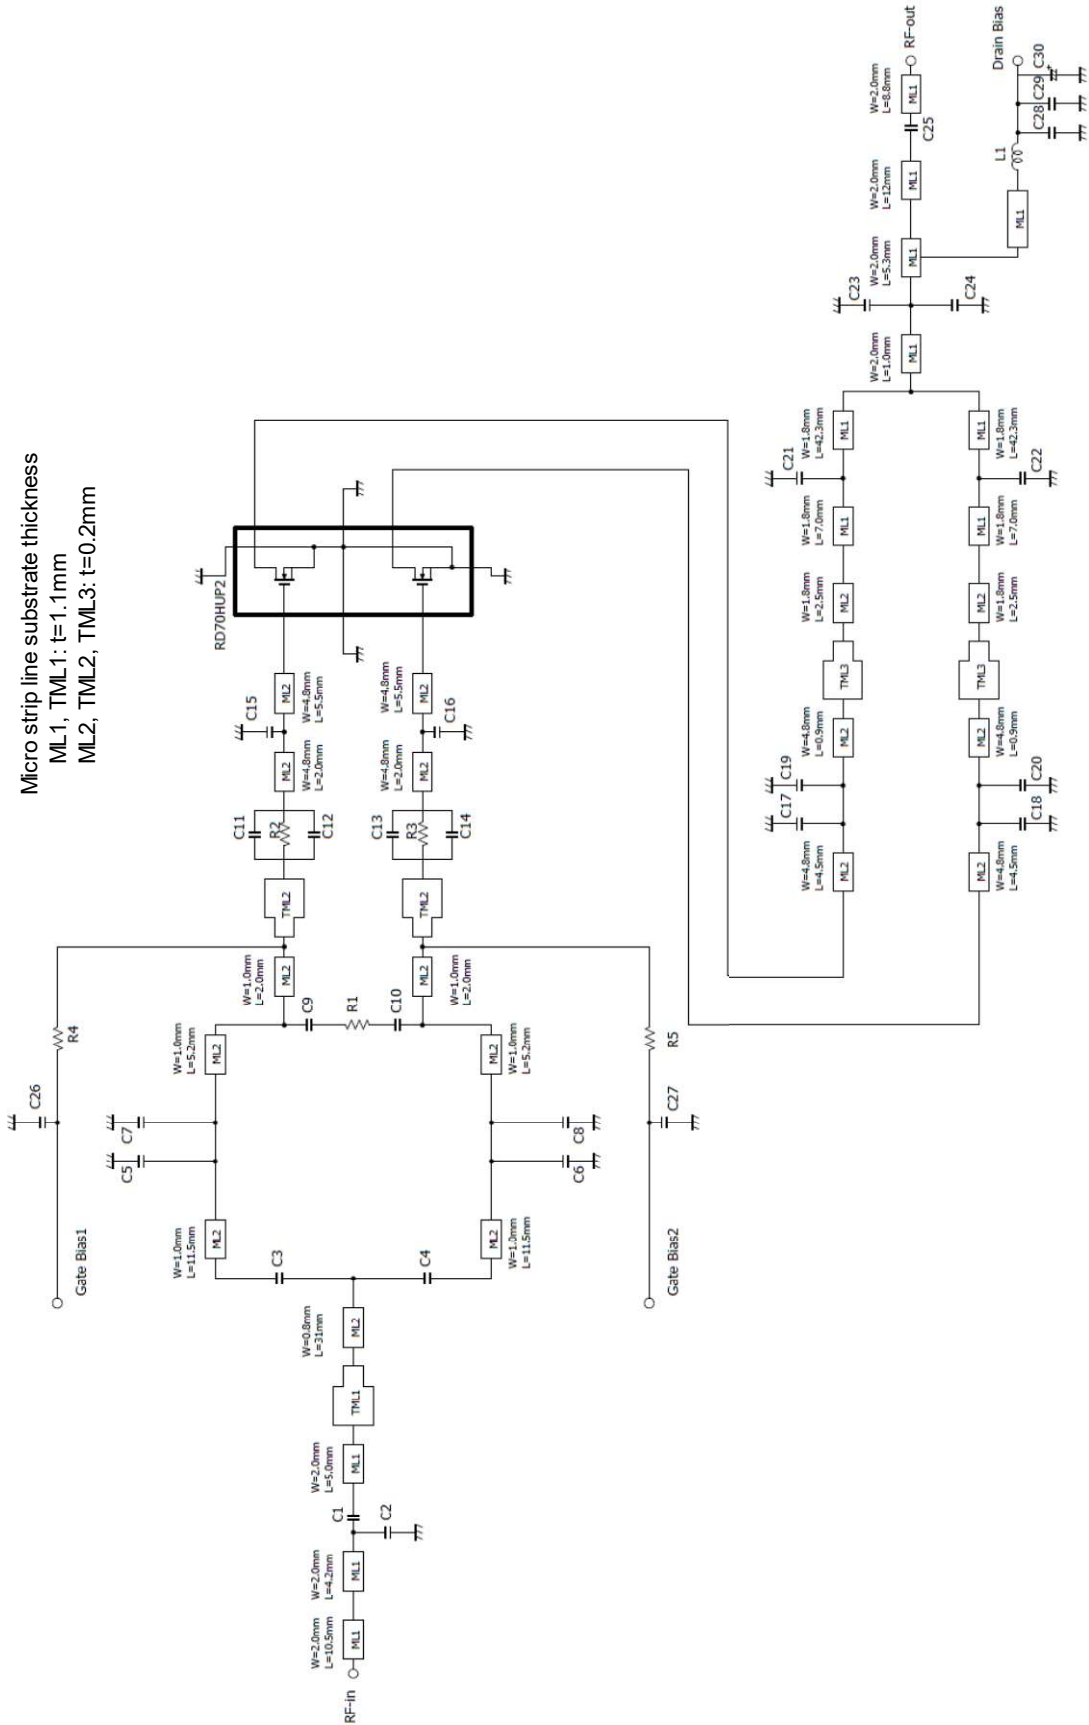 Micro strip line substrate thickness
ML1, TML1: t=1.1mm
ML2, TML2, TML3: t=0.2mm
RF-in
W=2.0mm
L=10.5mm
ML1
W=2.0mm
L=4.2mm
ML1
C1
C2
W=2.0mm
L=5.0mm
ML1
TML1
W=0.8mm
L=31mm
ML2
C3
C4
Gate Bias1
C26
R4
W=1.0mm
L=11.5mm
ML2
C5
C7
W=1.0mm
L=5.2mm
ML2
W=1.0mm
L=11.5mm
ML2
C6
C8
W=1.0mm
L=5.2mm
ML2
Gate Bias2
C27
R5
C9
R1
C10
W=1.0mm
L=2.0mm
ML2
W=1.0mm
L=2.0mm
ML2
TML2
TML2
C11
R2
C12
C13
R3
C14
W=4.8mm
L=2.0mm
ML2
W=4.8mm
L=2.0mm
ML2
C15
C16
W=4.8mm
L=5.5mm
ML2
W=4.8mm
L=5.5mm
ML2
RD70HUP2
W=4.8mm
L=4.5mm
ML2
C17
C19
W=4.8mm
L=0.9mm
ML2
TML3
W=1.8mm
L=2.5mm
ML2
W=1.8mm
L=7.0mm
ML1
C21
W=1.8mm
L=42.3mm
ML1
W=4.8mm
L=4.5mm
ML2
C18
C20
W=4.8mm
L=0.9mm
ML2
TML3
W=1.8mm
L=2.5mm
ML2
W=1.8mm
L=7.0mm
ML1
C22
W=1.8mm
L=42.3mm
ML1
W=2.0mm
L=1.0mm
ML1
C23
C24
W=2.0mm
L=5.3mm
ML1
W=2.0mm
L=12mm
ML1
C25
W=2.0mm
L=8.8mm
ML1
RF-out
ML1
L1
C28
C29
C30
+
Drain Bias